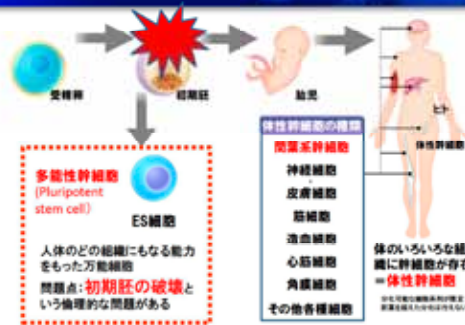 受精卵
初期胚
胎児
ヒト
体性幹細胞
多能性幹細胞
(Pluripotent
stem cell)
ES細胞
人体のどの組織にもなる能力
をもった万能細胞
問題点:初期胚の破壊と
いう倫理的な問題がある
体性幹細胞の種類
間葉系幹細胞
神経細胞
皮膚細胞
筋細胞
造血細胞
心筋細胞
角膜細胞
その他各種細胞
体のいろいろな組
織に幹細胞が存在
=体性幹細胞